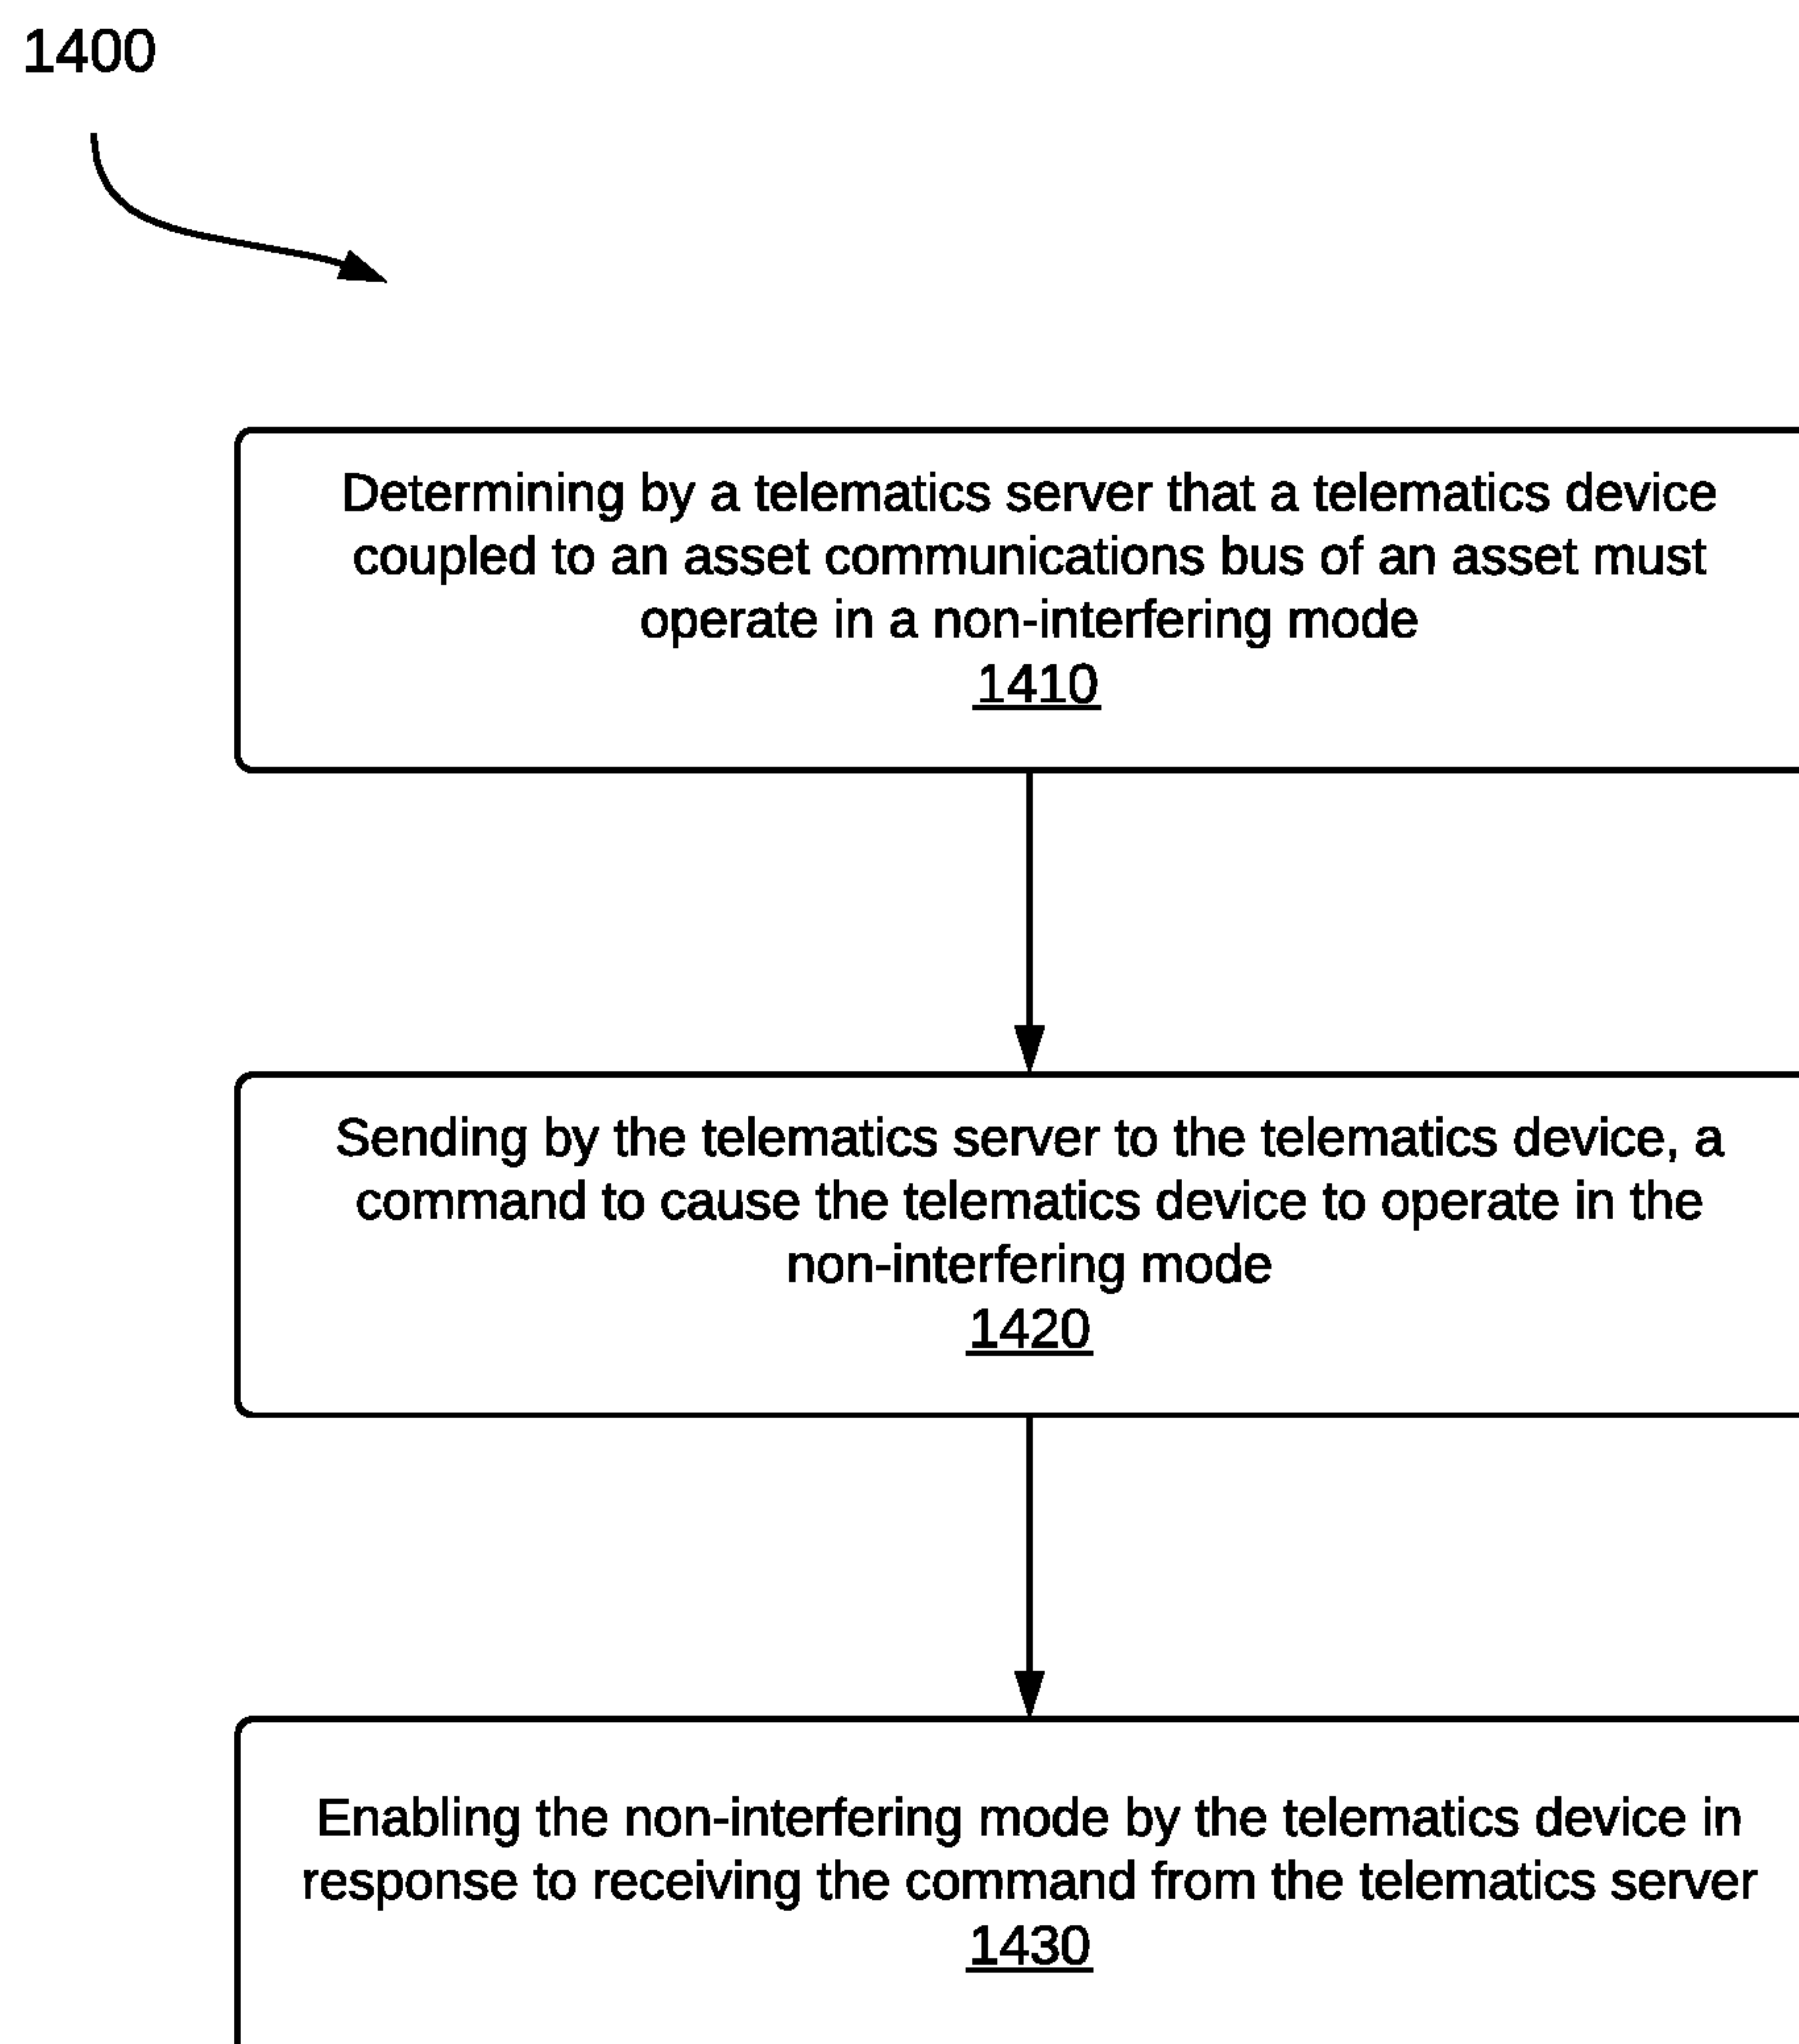 1400
Determining by a telematics server that a telematics device
coupled to an asset communications bus of an asset must
operate in a non-interfering mode
1410
Sending by the telematics server to the telematics device, a
command to cause the telematics device to operate in the
non-interfering mode
1420
Enabling the non-interfering mode by the telematics device in
response to receiving the command from the telematics server
1430